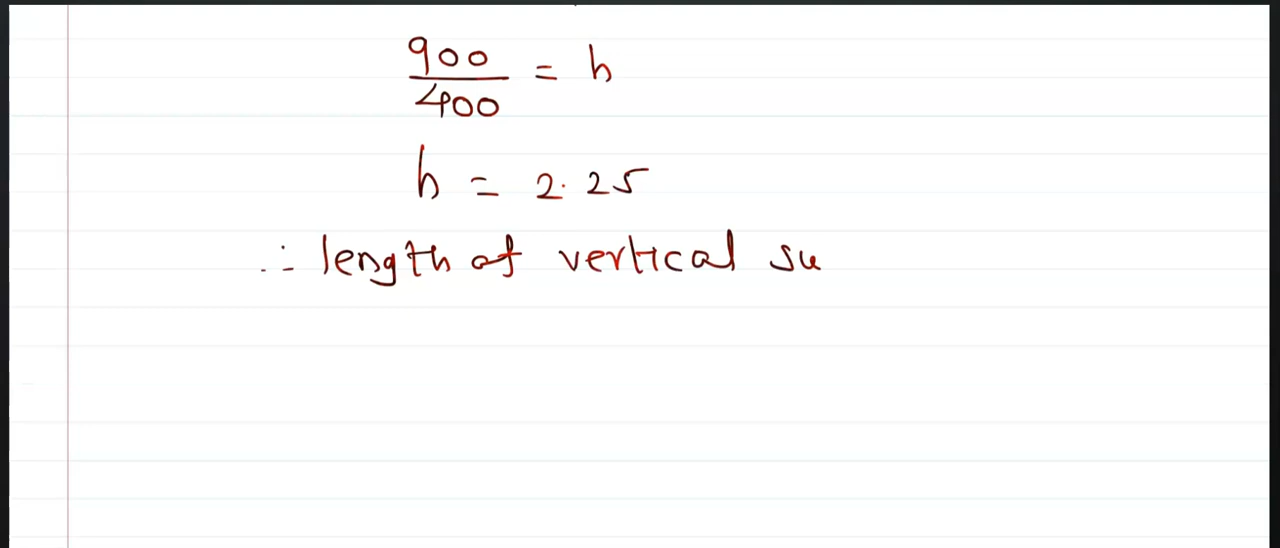 900/400 = h
h = 2.25
∴ length of vertical su